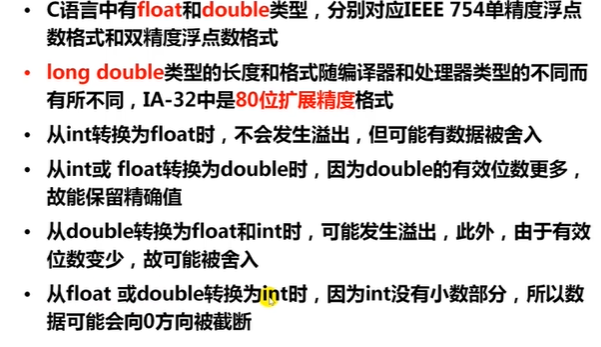 • C语言中有float和double类型，分别对应IEEE 754单精度浮点
数格式和双精度浮点数格式
• long double类型的长度和格式随编译器和处理器类型的不同而
有所不同，IA-32中是80位扩展精度格式
• 从int转换为float时，不会发生溢出，但可能有数据被舍入
• 从int或 float转换为double时，因为double的有效位数更多，
故能保留精确值
• 从double转换为float和int时，可能发生溢出，此外，由于有效
位数变少，故可能被舍入
• 从float 或double转换为int时，因为int没有小数部分，所以数
据可能会向0方向被截断